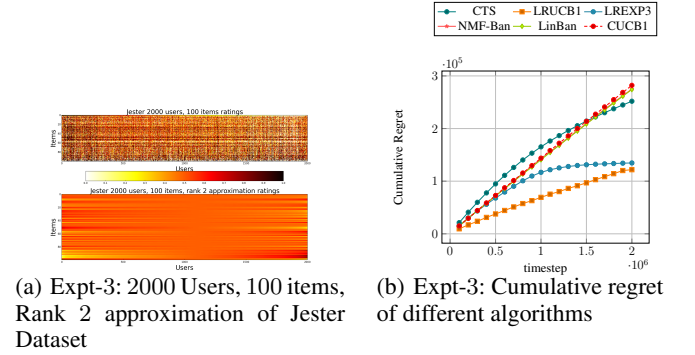 CTS LRUCB1 LREXP3
NMF-Ban LinBan CUCB1
Jester 2000 users, 100 items ratings
Items
Users
Jester 2000 users, 100 items, rank 2 approximation ratings
Items
Users
·10^5
3
2
1
0
Cumulative Regret
0 0.5 1 1.5 2
timestep
·10^6
(a) Expt-3: 2000 Users, 100 items,
Rank 2 approximation of Jester
Dataset
(b) Expt-3: Cumulative regret
of different algorithms